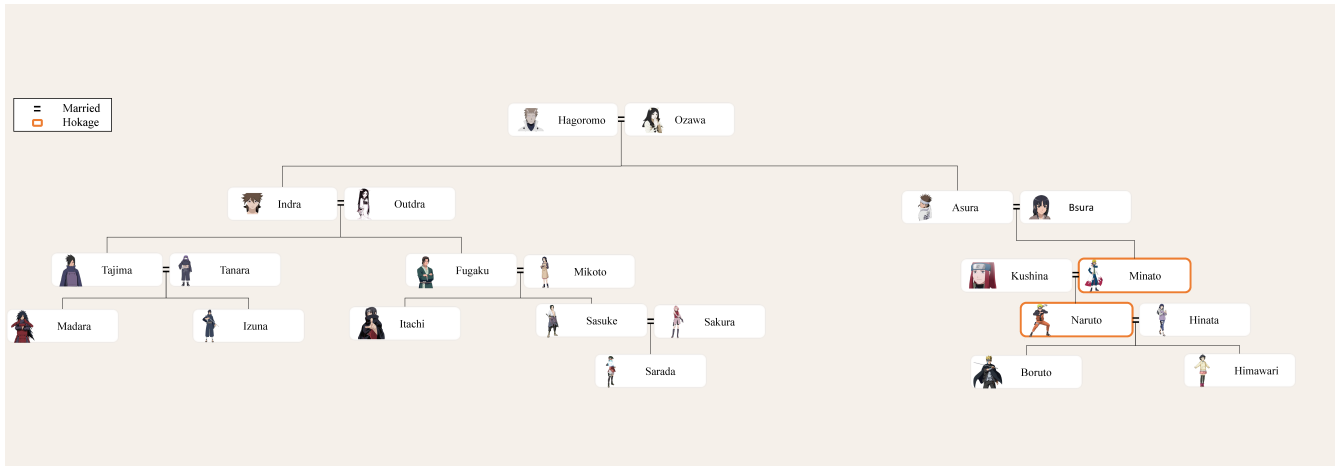 Married
Hokage
Hagoromo
Ozawa
Indra
Outdra
Asura
Bsura
Tajima
Tanara
Fugaku
Mikoto
Kushina
Minato
Madara
Izuna
Itachi
Sasuke
Sakura
Naruto
Hinata
Sarada
Boruto
Himawari